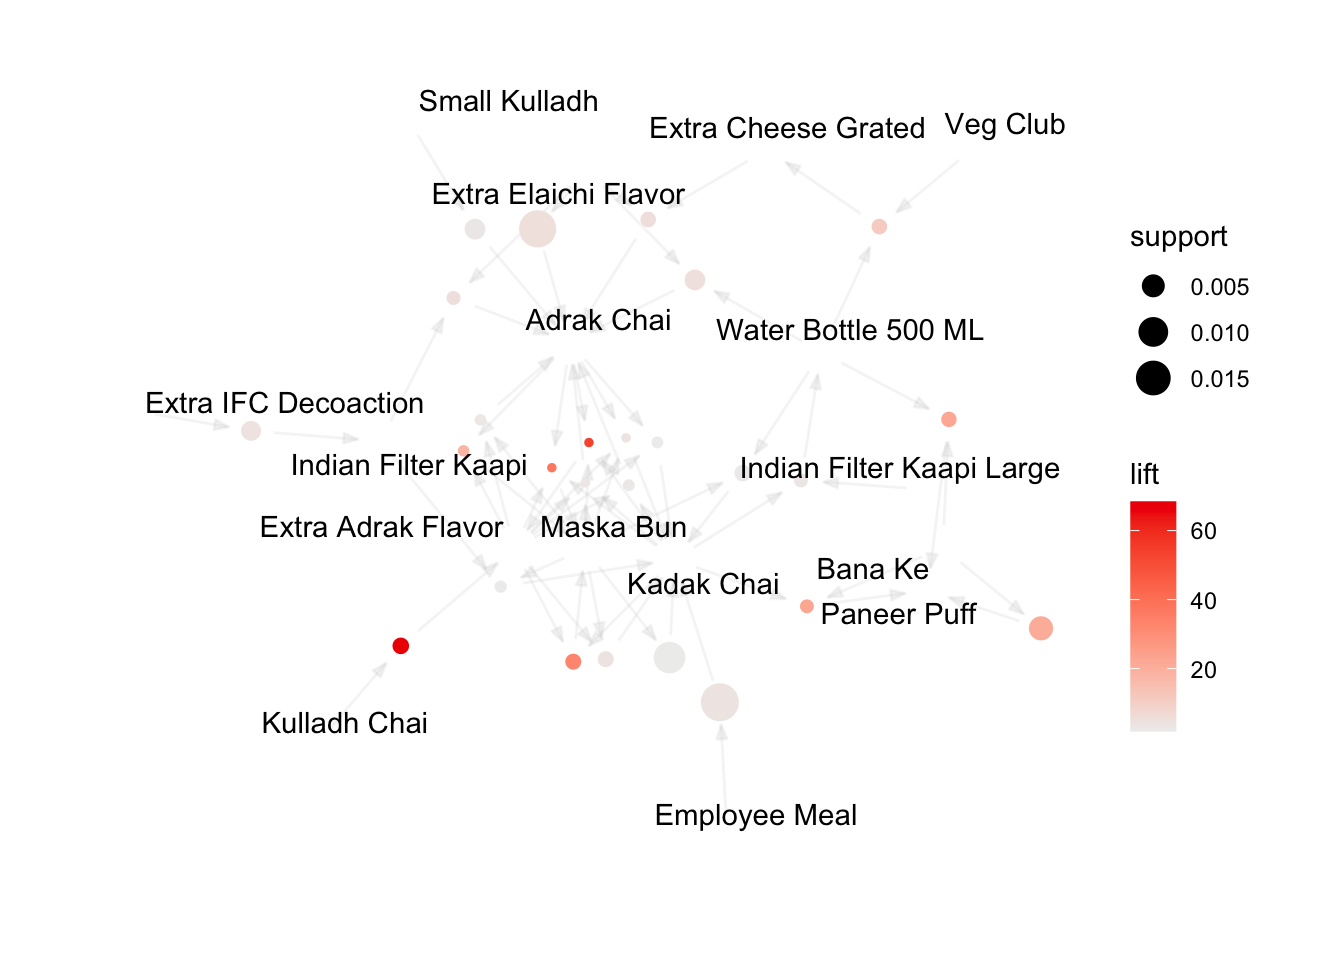 Small Kulladh
Extra Cheese Grated
Veg Club
Extra Elaichi Flavor
Adrak Chai
Water Bottle 500 ML
Extra IFC Decoaction
Indian Filter Kaapi
Indian Filter Kaapi Large
Extra Adrak Flavor
Maska Bun
Kadak Chai
Bana Ke
Paneer Puff
Kulladh Chai
Employee Meal
support
0.005
0.010
0.015
lift
60
40
20